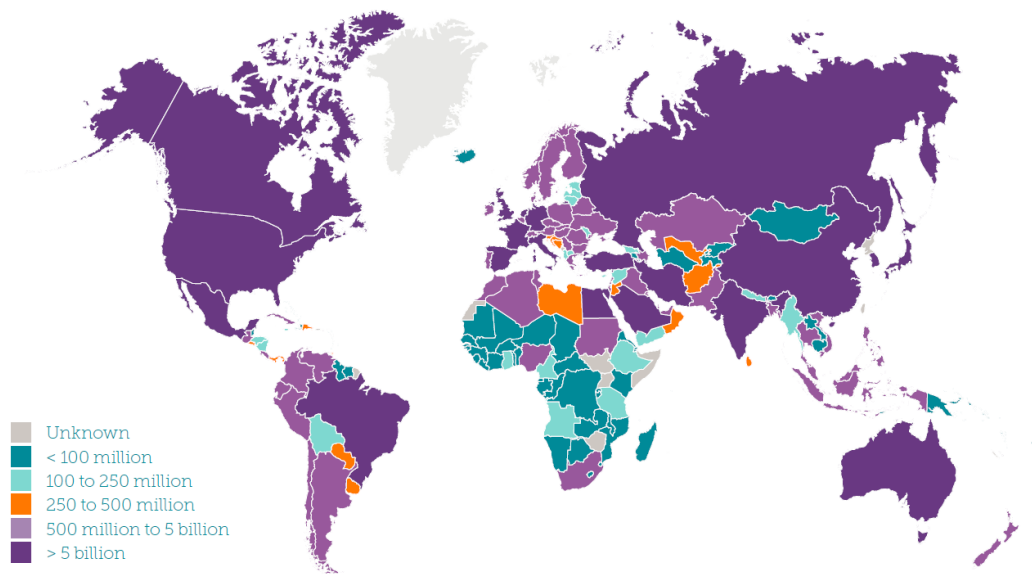 Unknown
< 100 million
100 to 250 million
250 to 500 million
500 million to 5 billion
> 5 billion